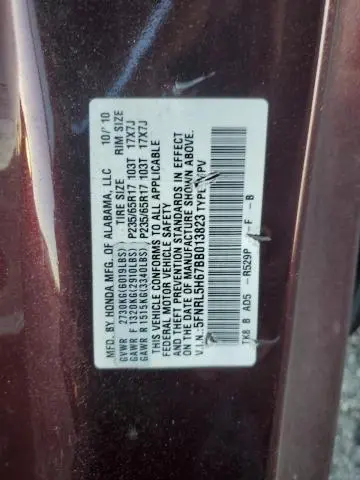 MFD. BY HONDA MFG. OF ALABAMA, LLC 10/ 10
TIRE SIZE RIM SIZE
GVWR 2730KG(6019LBS)
GAWR F 1320KG(2910LBS) P235/65R17 103T 17X7J
GAWR R 1515KG(3340LBS) P235/65R17 103T 17X7J
THIS VEHICLE CONFORMS TO ALL APPLICABLE
FEDERAL MOTOR VEHICLE SAFETY
THEFT PREVENTION STANDARDS IN EFFECT
ON THE DATE OF MANUFACTURE SHOWN ABOVE.
V.I.N.: 5FNRL5H67BB013823 TYPE: MPV
TK8 B AD5 - R529P - F - B